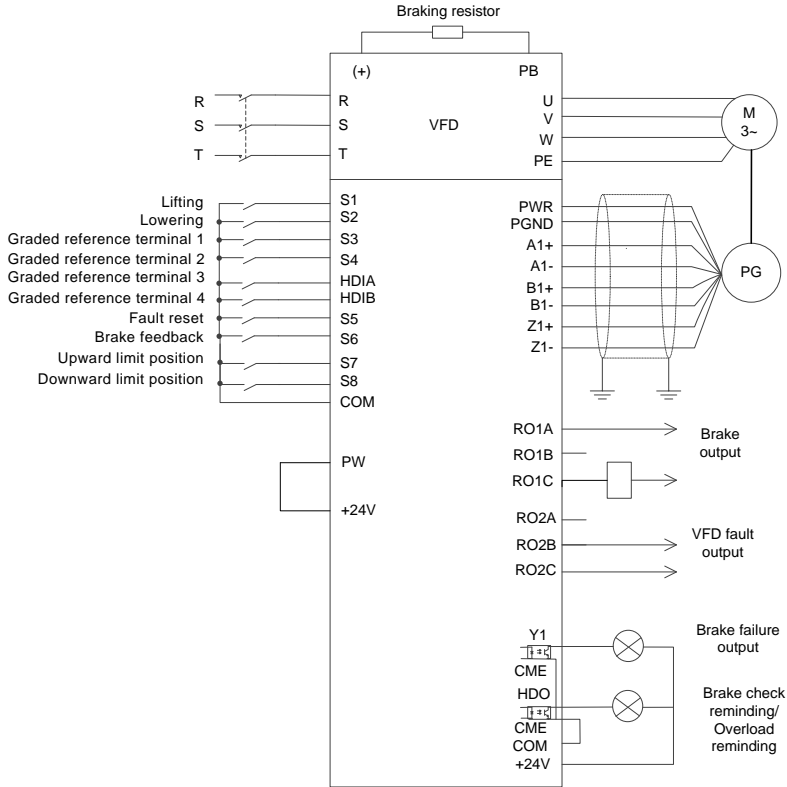 Braking resistor
(+)
PB
R
S
T
R
S
T
VFD
U
V
W
PE
M
3~
Lifting
Lowering
Graded reference terminal 1
Graded reference terminal 2
Graded reference terminal 3
Graded reference terminal 4
Fault reset
Brake feedback
Upward limit position
Downward limit position
S1
S2
S3
S4
HDIA
HDIB
S5
S6
S7
S8
COM
PW
+24V
PWR
PGND
A1+
A1-
B1+
B1-
Z1+
Z1-
PG
RO1A
RO1B
RO1C
Brake
output
RO2A
RO2B
RO2C
VFD fault
output
Y1
CME
HDO
CME
COM
+24V
Brake failure
output
Brake check
reminding/
Overload
reminding